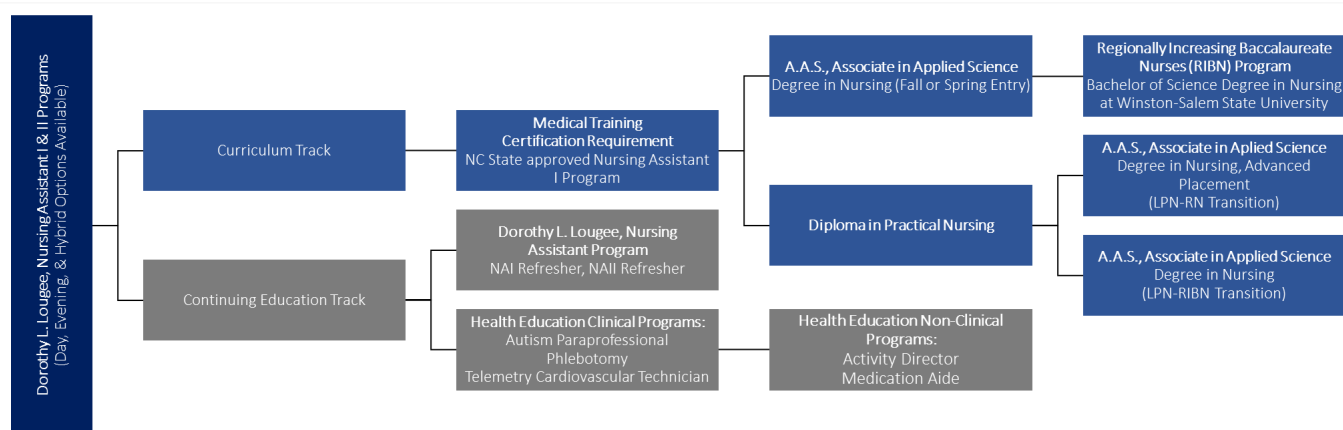 Dorothy L. Lougee, Nursing Assistant I & II Programs
(Day, Evening, & Hybrid Options Available)
Curriculum Track
Medical Training
Certification Requirement
NC State approved Nursing Assistant
I Program
A.A.S., Associate in Applied Science
Degree in Nursing (Fall or Spring Entry)
Regionally Increasing Baccalaureate
Nurses (RIBN) Program
Bachelor of Science Degree in Nursing
at Winston-Salem State University
Diploma in Practical Nursing
A.A.S., Associate in Aplied Science
Degree in Nursing, Advanced
Placement
(LPN-RN Transition)
A.A.S., Associate in Applied Science
Degree in Nursing
(LPN-RIBN Transition)
Continuing Education Track
Dorothy L. Lougee, Nursing
Assistant Program
NAI Refresher, NAII Refresher
Health Education Clinical Programs:
Autism Paraprofessional
Phlebotomy
Telemetry Cardiovascular Technician
Health Education Non-Clinical
Programs:
Activity Director
Medication Aide